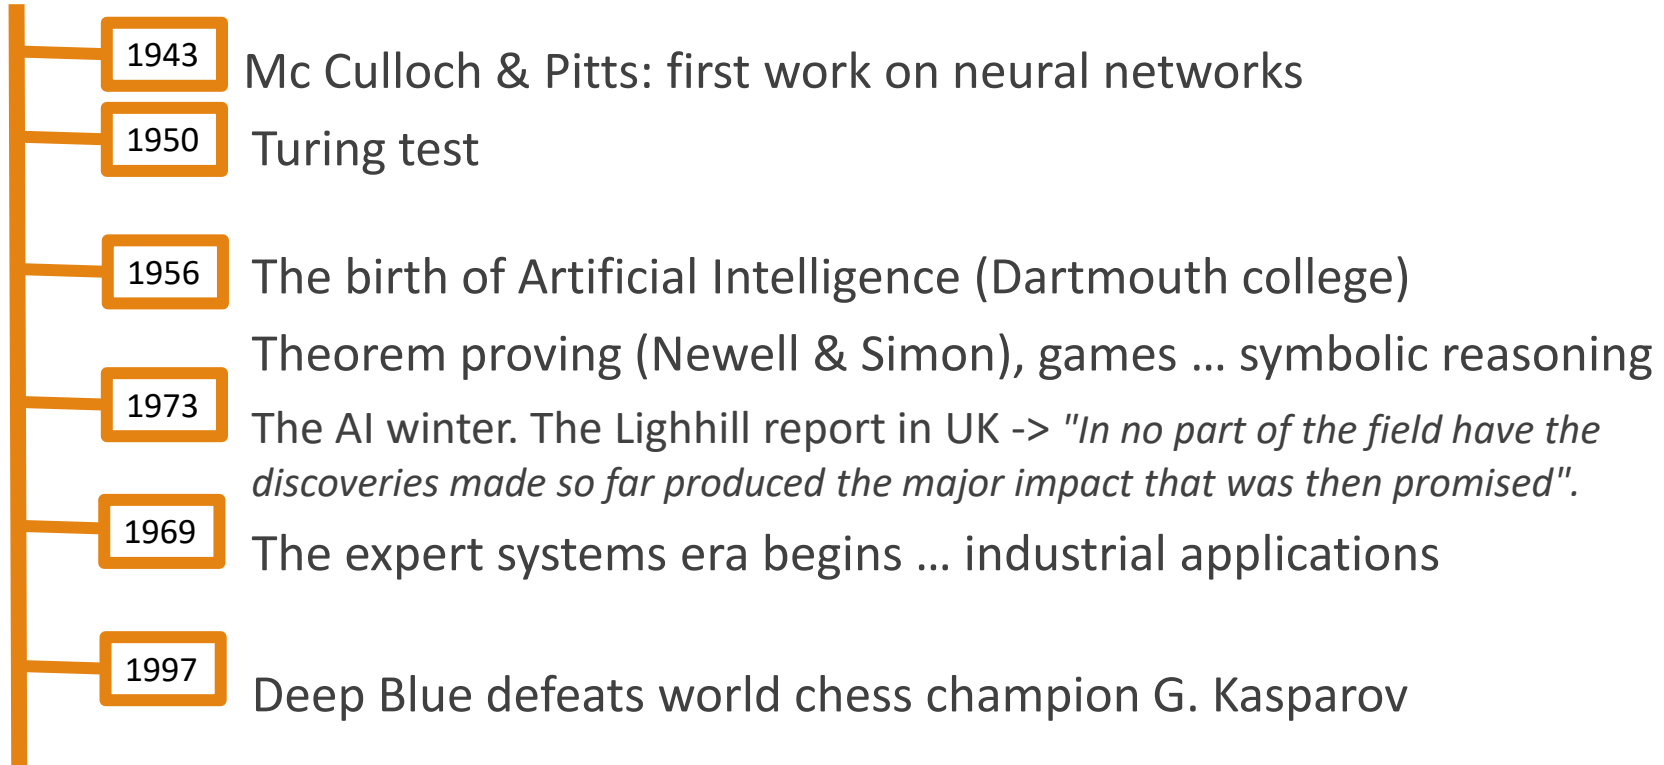 1943
Mc Culloch & Pitts: first work on neural networks
1950
Turing test
1956
The birth of Artificial Intelligence (Dartmouth college)
Theorem proving (Newell & Simon), games … symbolic reasoning
1973
The AI winter. The Lighhill report in UK -> "In no part of the field have the
discoveries made so far produced the major impact that was then promised".
1969
The expert systems era begins … industrial applications
1997
Deep Blue defeats world chess champion G. Kasparov